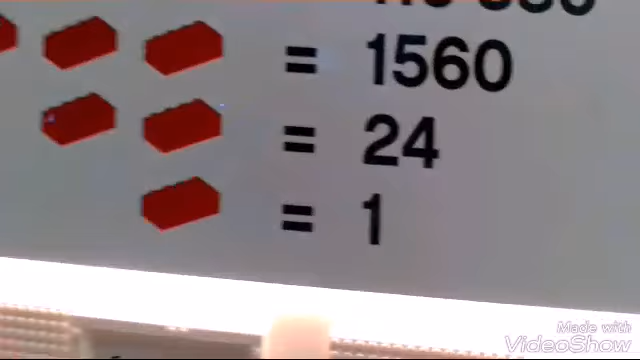 = 1560
= 24
= 1
Made with
VideoShow